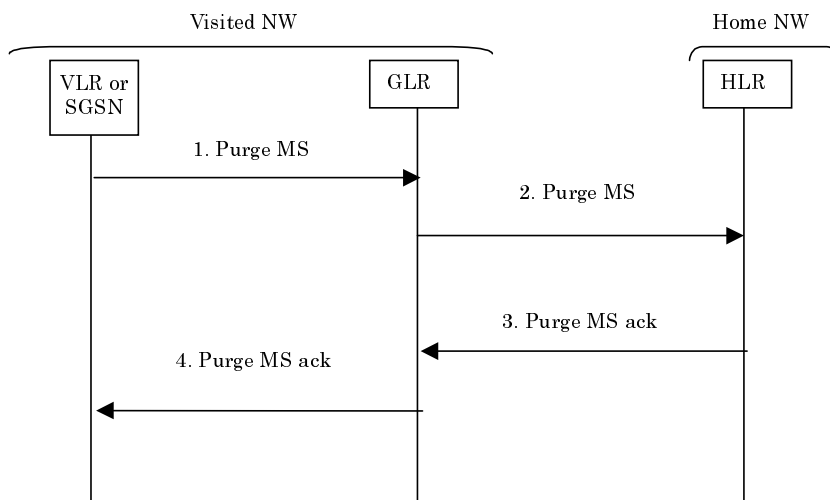 Visited NW
Home NW
VLR or
SGSN
GLR
HLR
1. Purge MS
2. Purge MS
3. Purge MS ack
4. Purge MS ack